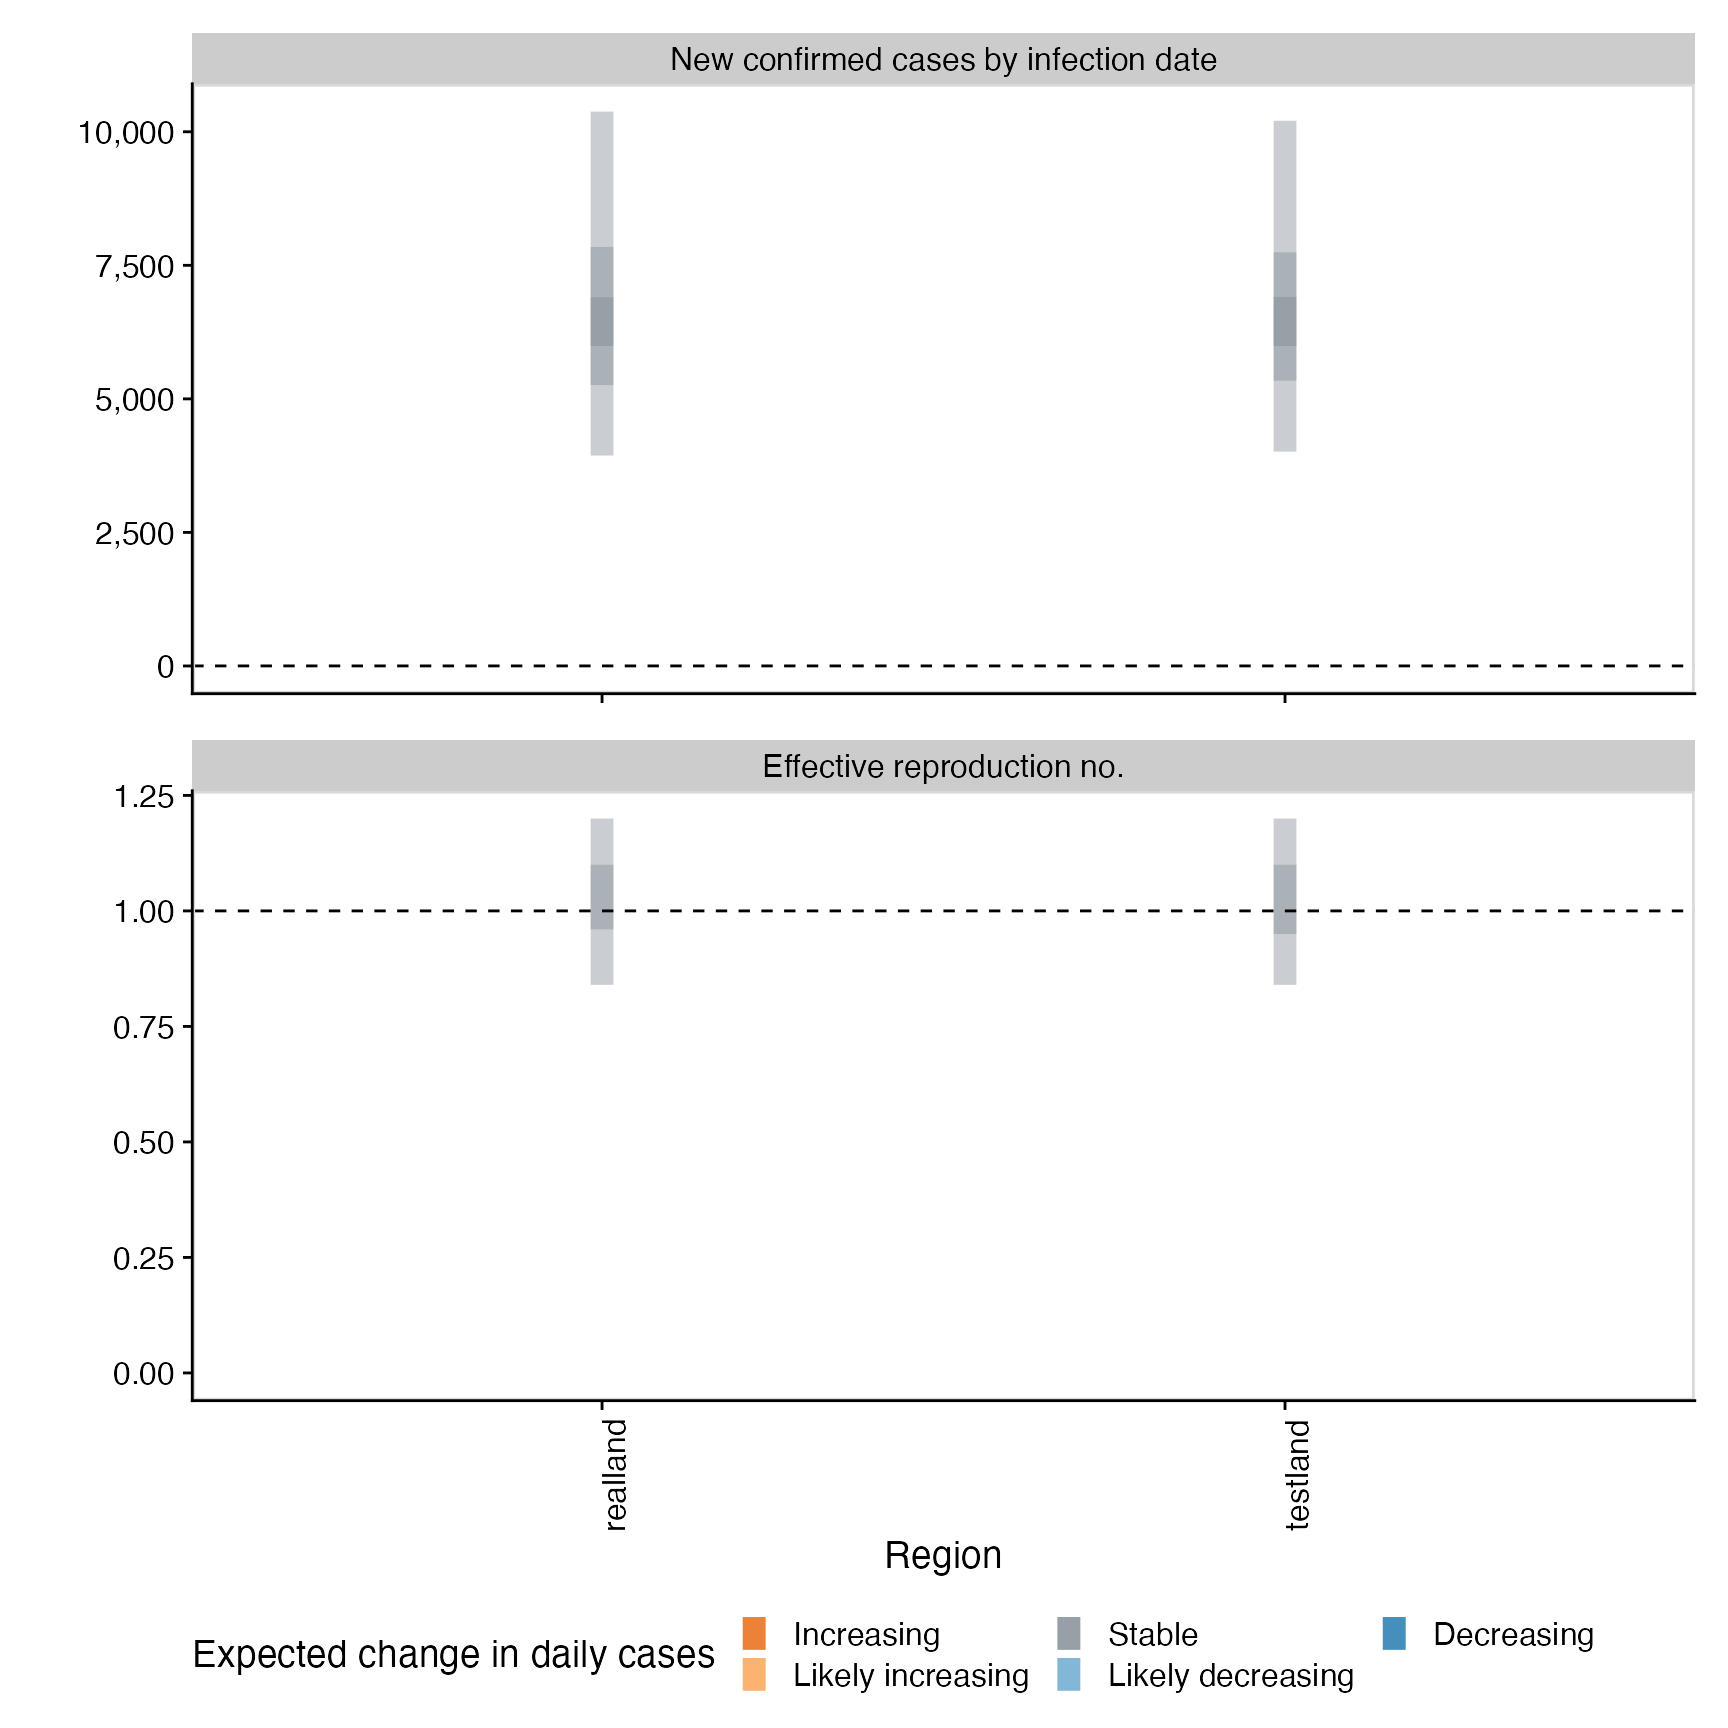 New confirmed cases by infection date
10,000
7,500
5,000
2,500
0
Effective reproduction no.
1.25
1.00
0.75
0.50
0.25
0.00
realland
testland
Region
Expected change in daily cases
Increasing
Likely increasing
Stable
Likely decreasing
Decreasing